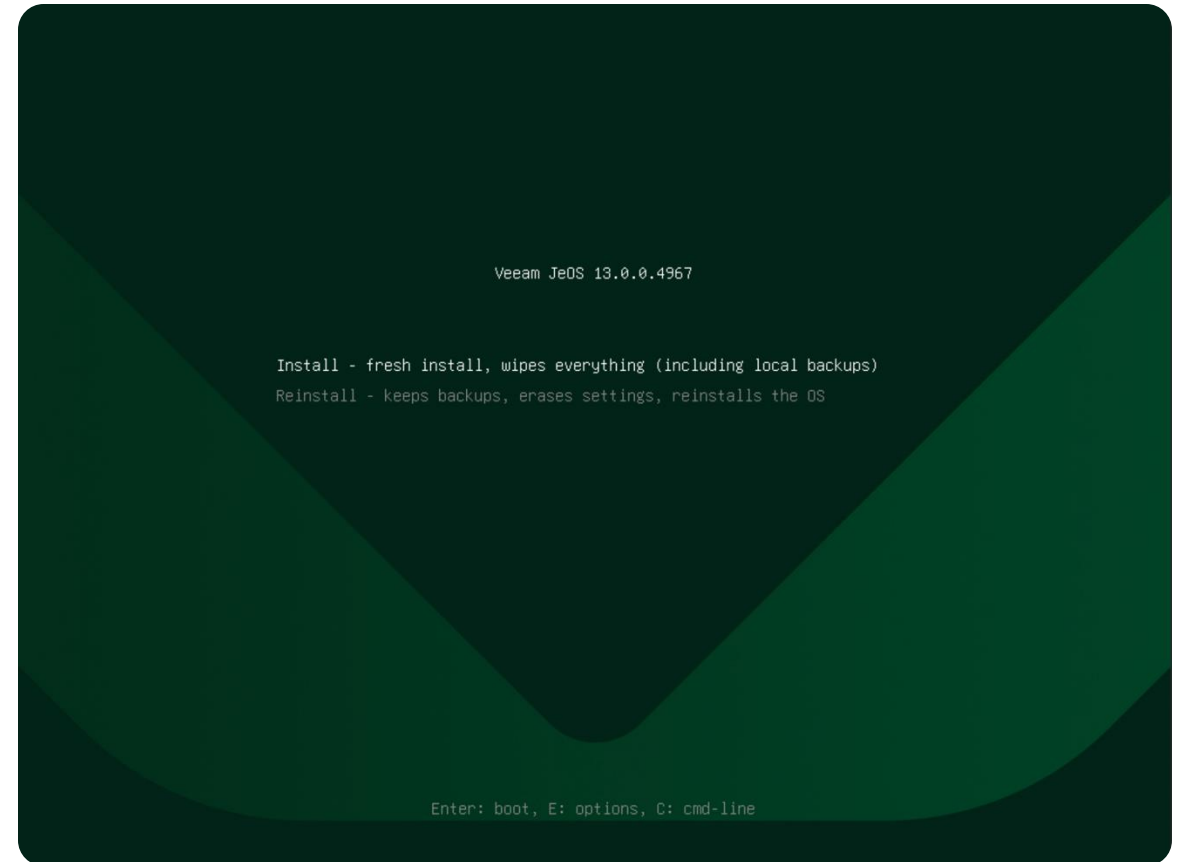 Veeam JeOS 13.0.0.4967
Install - fresh install, wipes everything (including local backups)
Reinstall - keeps backups, erases settings, reinstalls the OS
Enter: boot, E: options, C: cmd-line